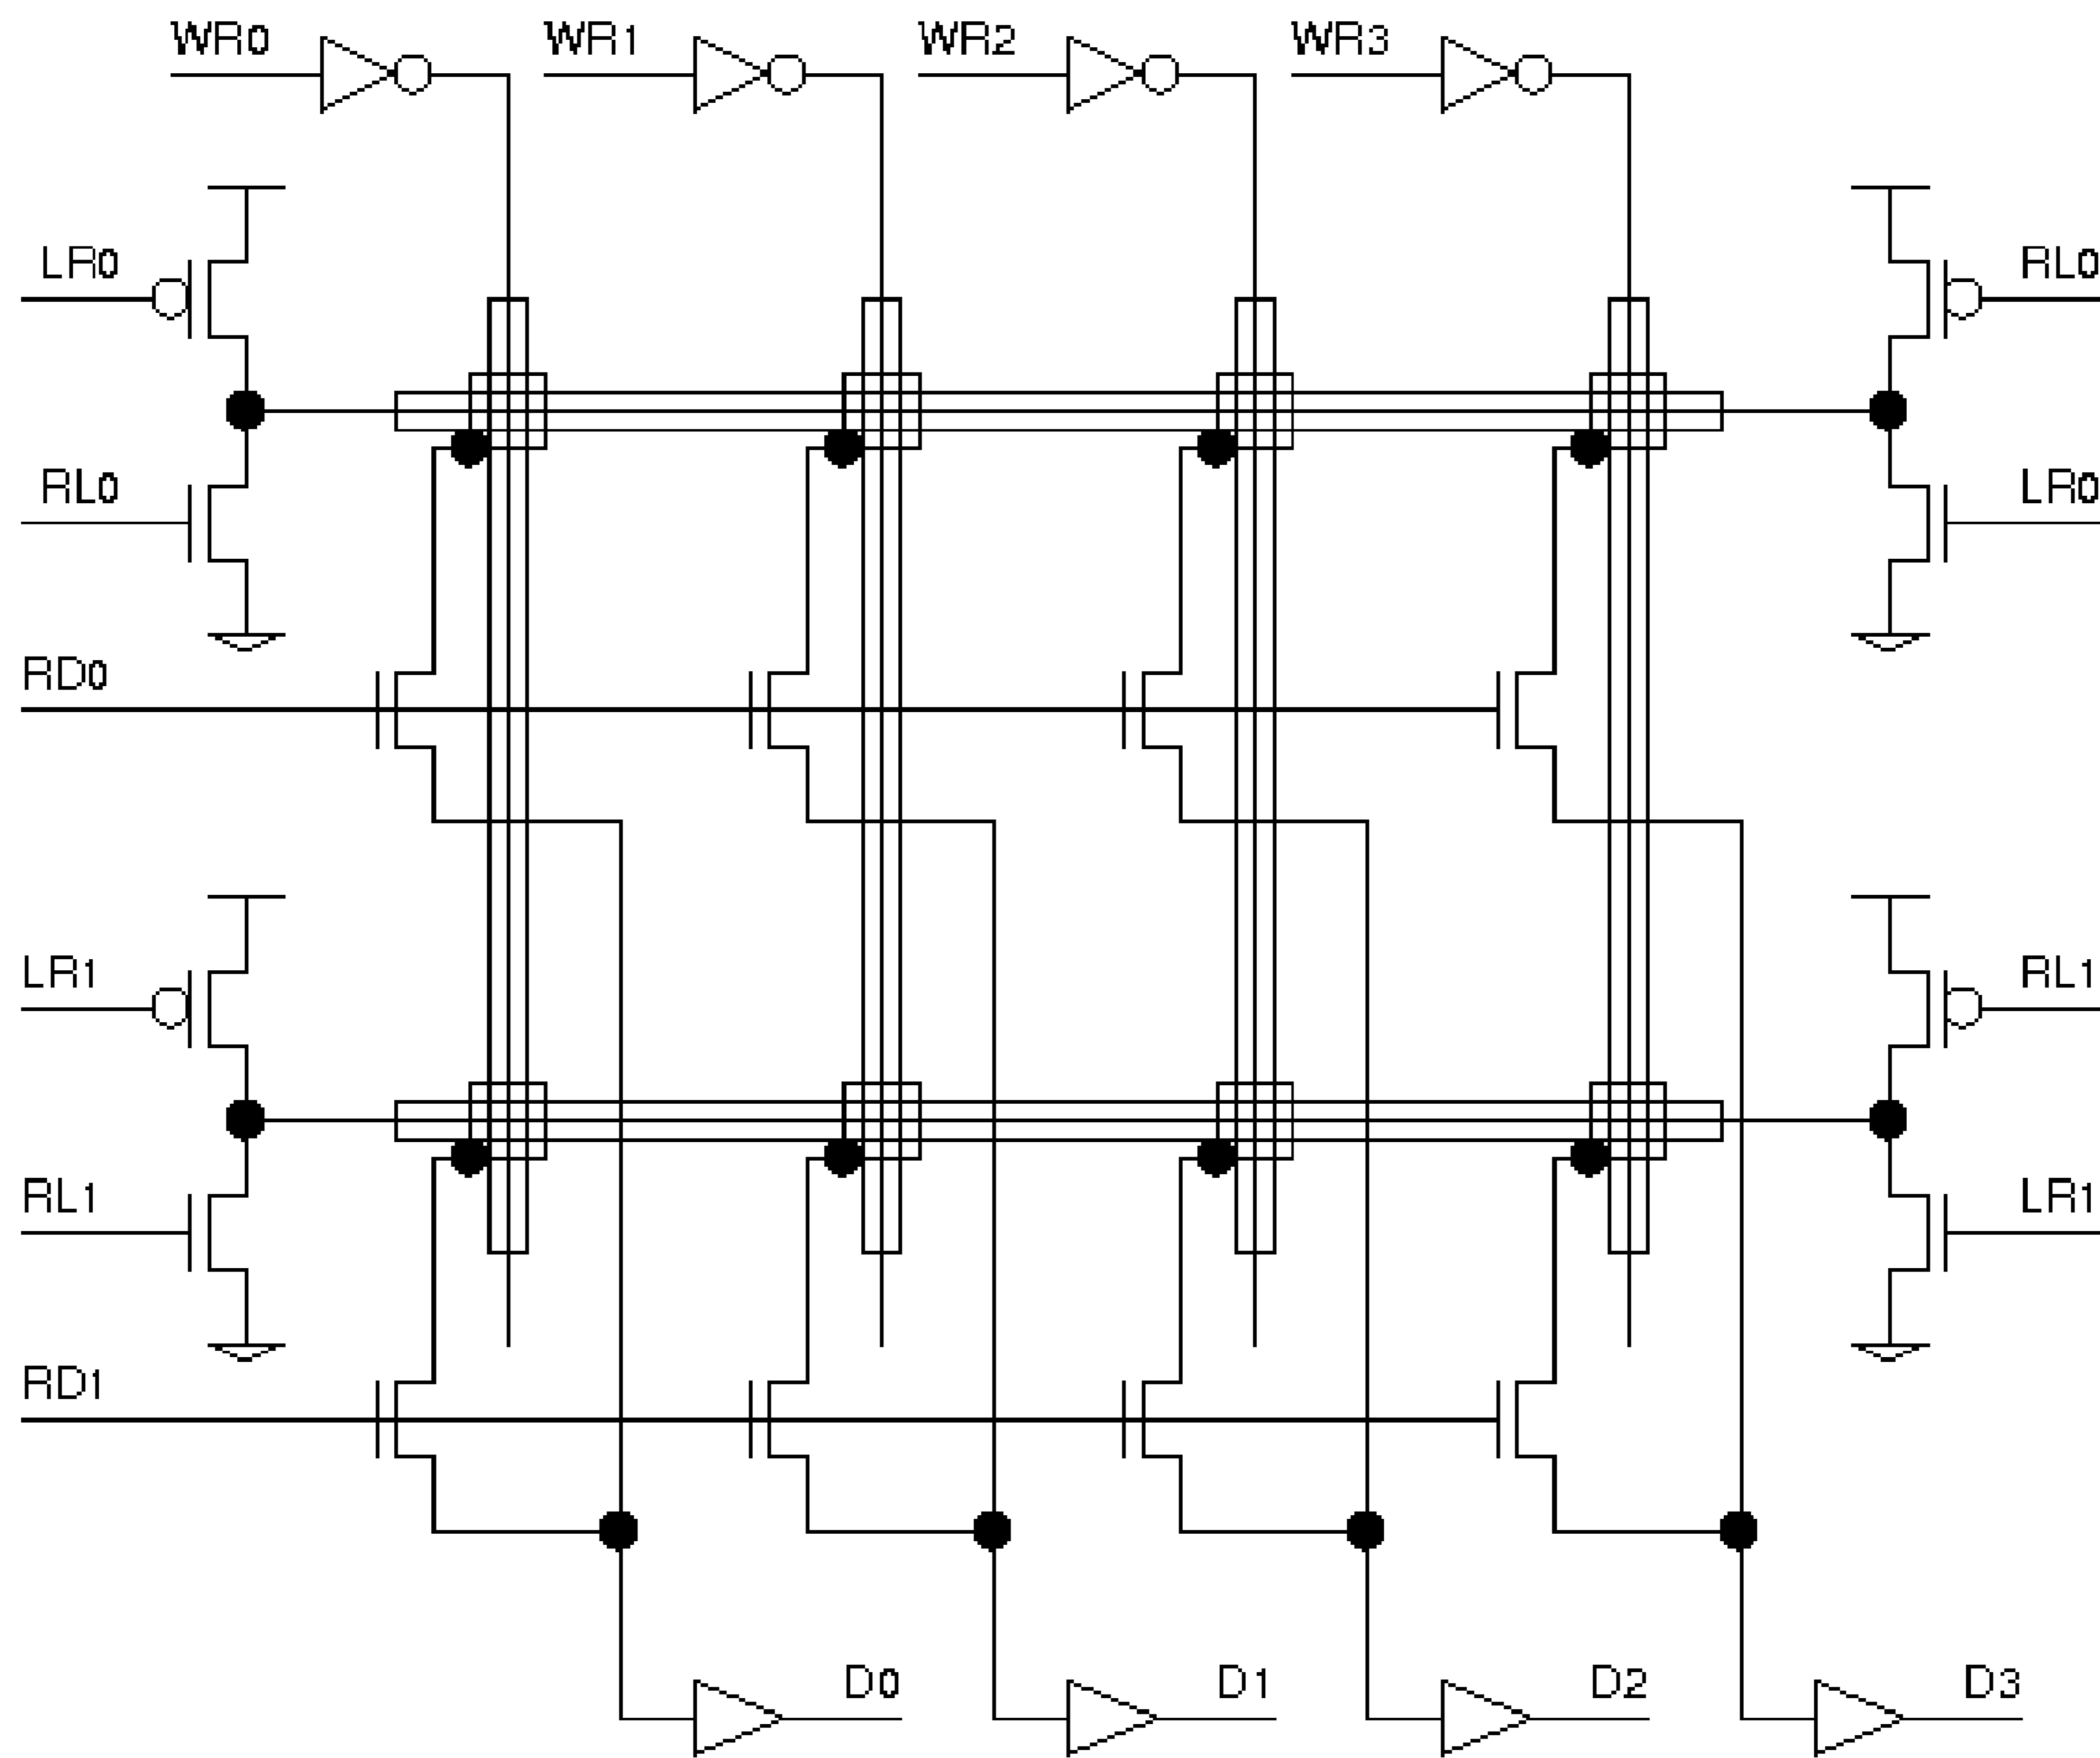 WR0 WR1 WR2 WR3
LR0 RL0
RL0 LR0
RD0
LR1 RL1
RL1 LR1
RD1
D0 D1 D2 D3